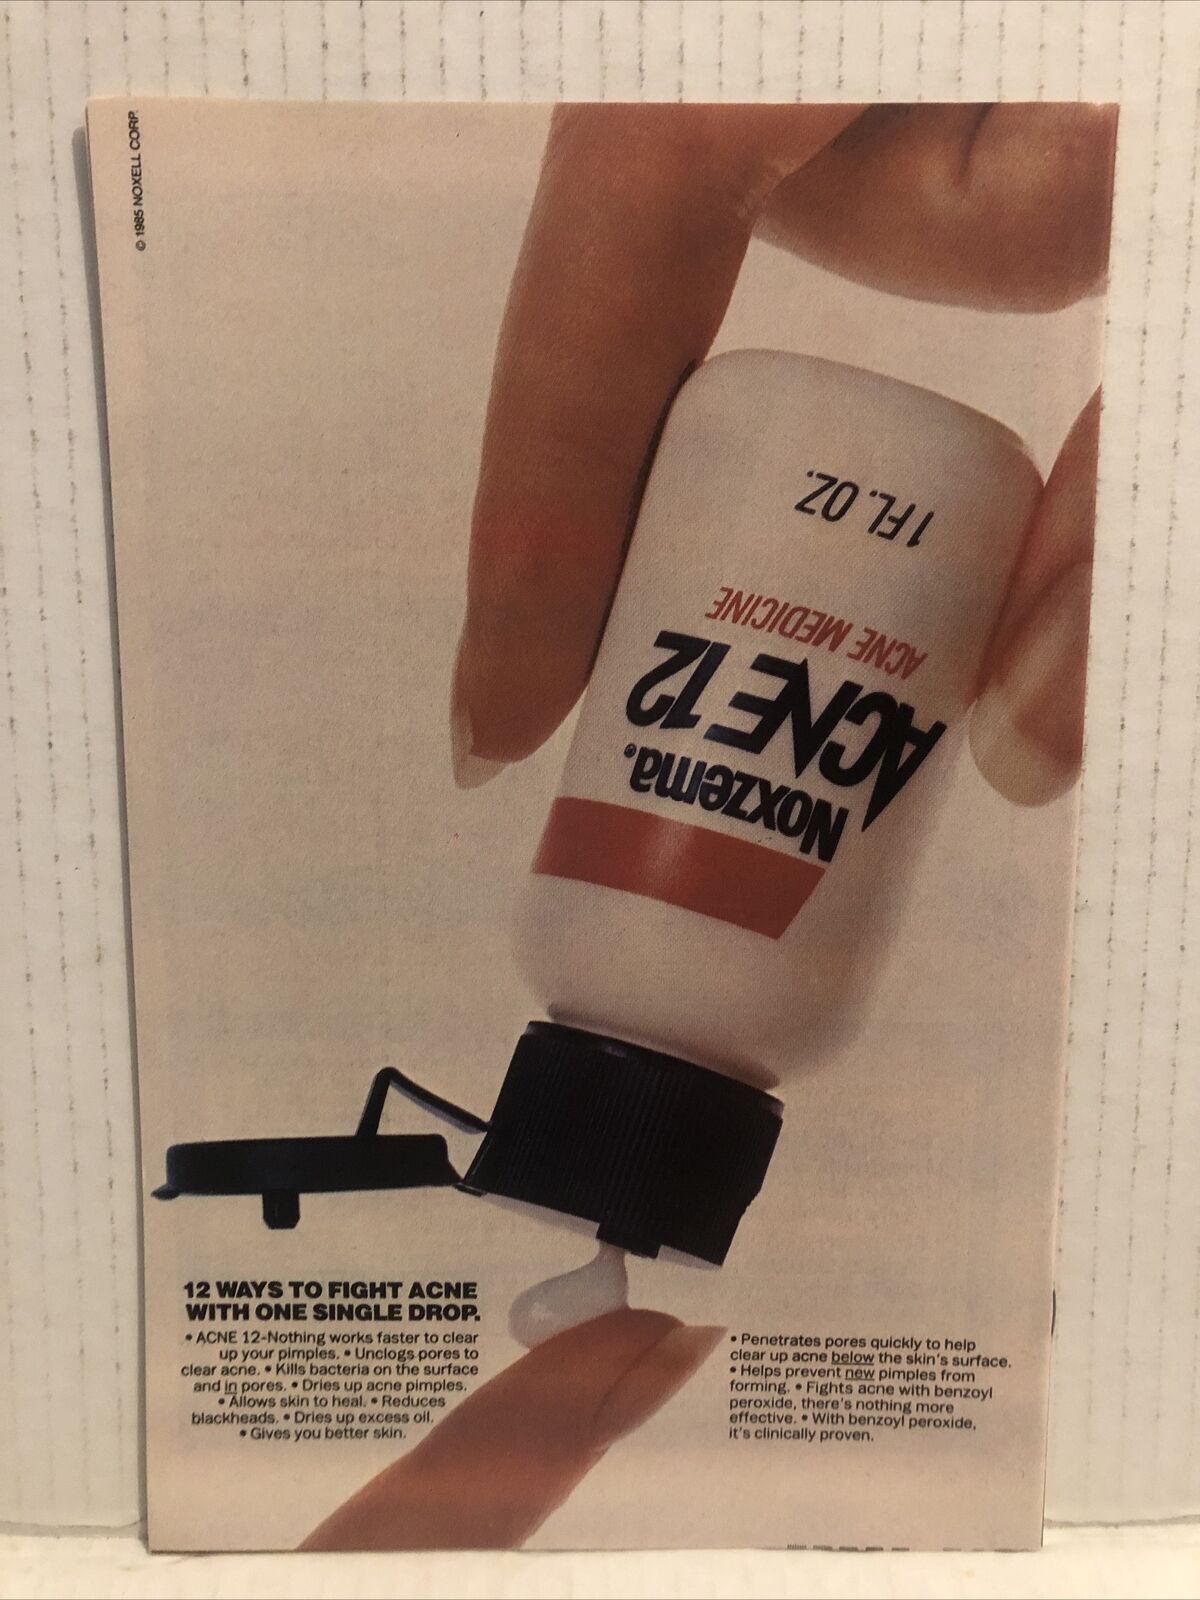 © 1985 NOXELL CORP.
1 FL. OZ.
ACNE MEDICINE
ACNE 12
Noxzema®
12 WAYS TO FIGHT ACNE
WITH ONE SINGLE DROP.
• ACNE 12-Nothing works faster to clear
up your pimples. • Unclogs pores to
clear acne. • Kills bacteria on the surface
and in pores. • Dries up acne pimples.
• Allows skin to heal. • Reduces
blackheads. • Dries up excess oil.
• Gives you better skin.
• Penetrates pores quickly to help
clear up acne below the skin's surface.
• Helps prevent new pimples from
forming. • Fights acne with benzoyl
peroxide, there's nothing more
effective. • With benzoyl peroxide,
it's clinically proven.